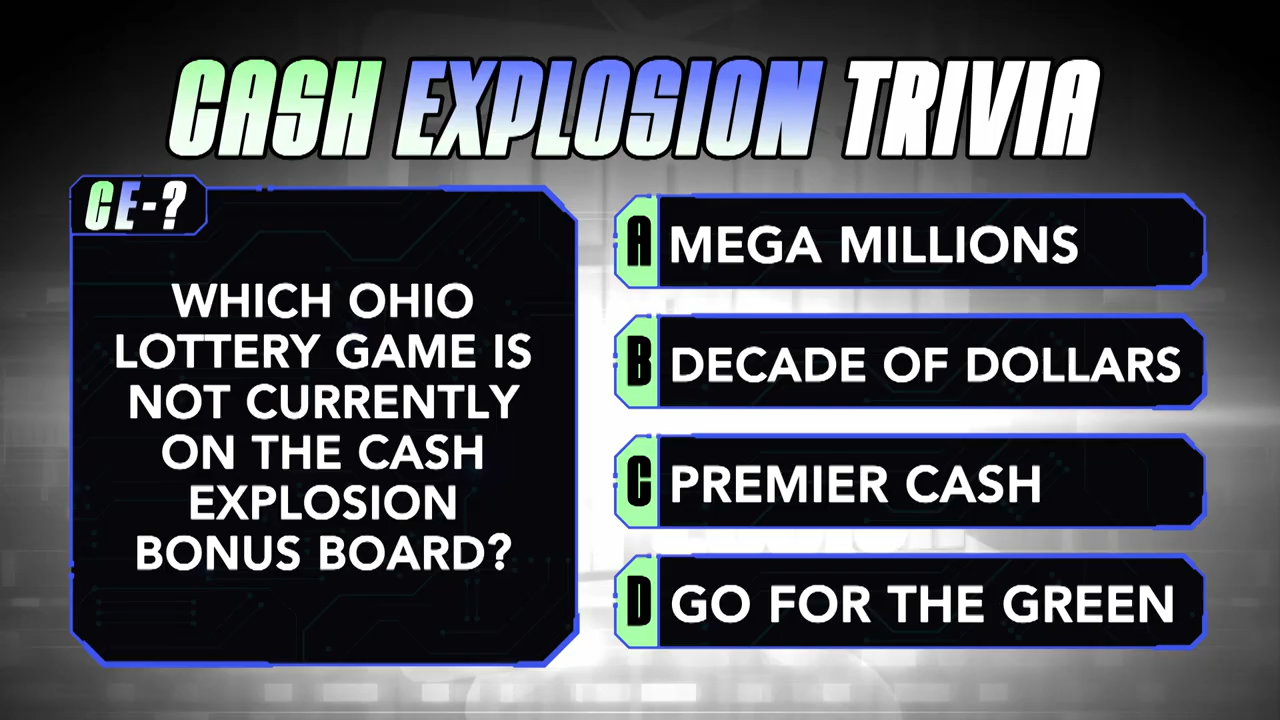 CASH EXPLOSION TRIVIA
CE-?
WHICH OHIO
LOTTERY GAME IS
NOT CURRENTLY
ON THE CASH
EXPLOSION
BONUS BOARD?
A MEGA MILLIONS
B DECADE OF DOLLARS
C PREMIER CASH
D GO FOR THE GREEN